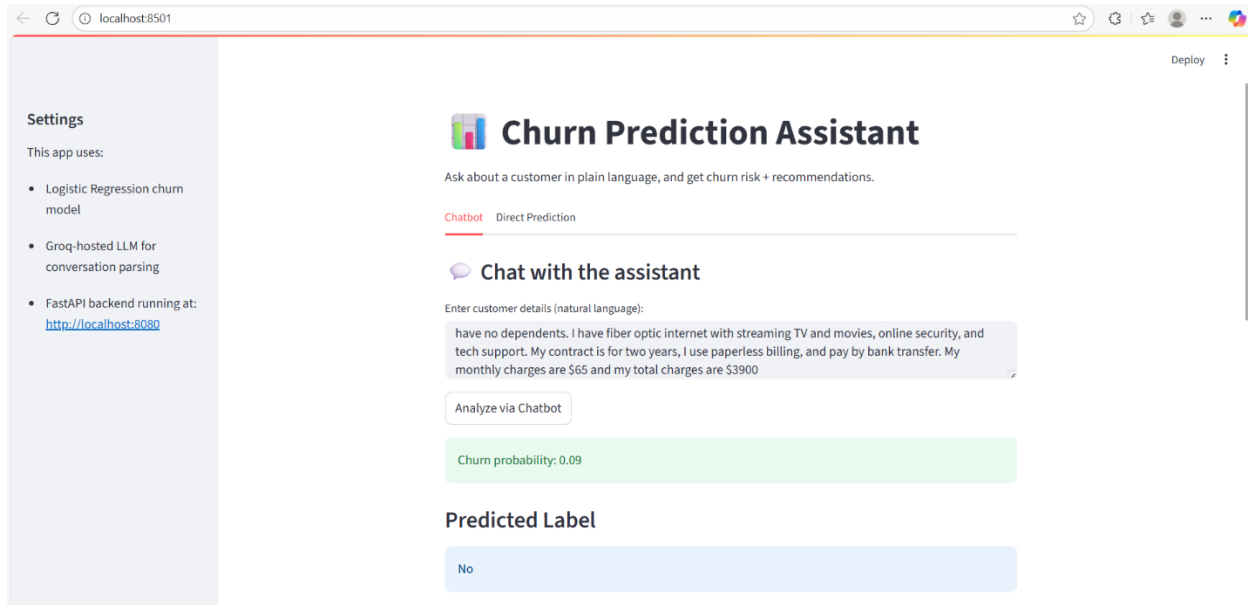 localhost:8501
Deploy
Settings
This app uses:
Logistic Regression churn
model
Groq-hosted LLM for
conversation parsing
FastAPI backend running at:
http://localhost:8080
Churn Prediction Assistant
Ask about a customer in plain language, and get churn risk + recommendations.
Chatbot Direct Prediction
Chat with the assistant
Enter customer details (natural language):
have no dependents. I have fiber optic internet with streaming TV and movies, online security, and
tech support. My contract is for two years, I use paperless billing, and pay by bank transfer. My
monthly charges are $65 and my total charges are $3900
Analyze via Chatbot
Churn probability: 0.09
Predicted Label
No